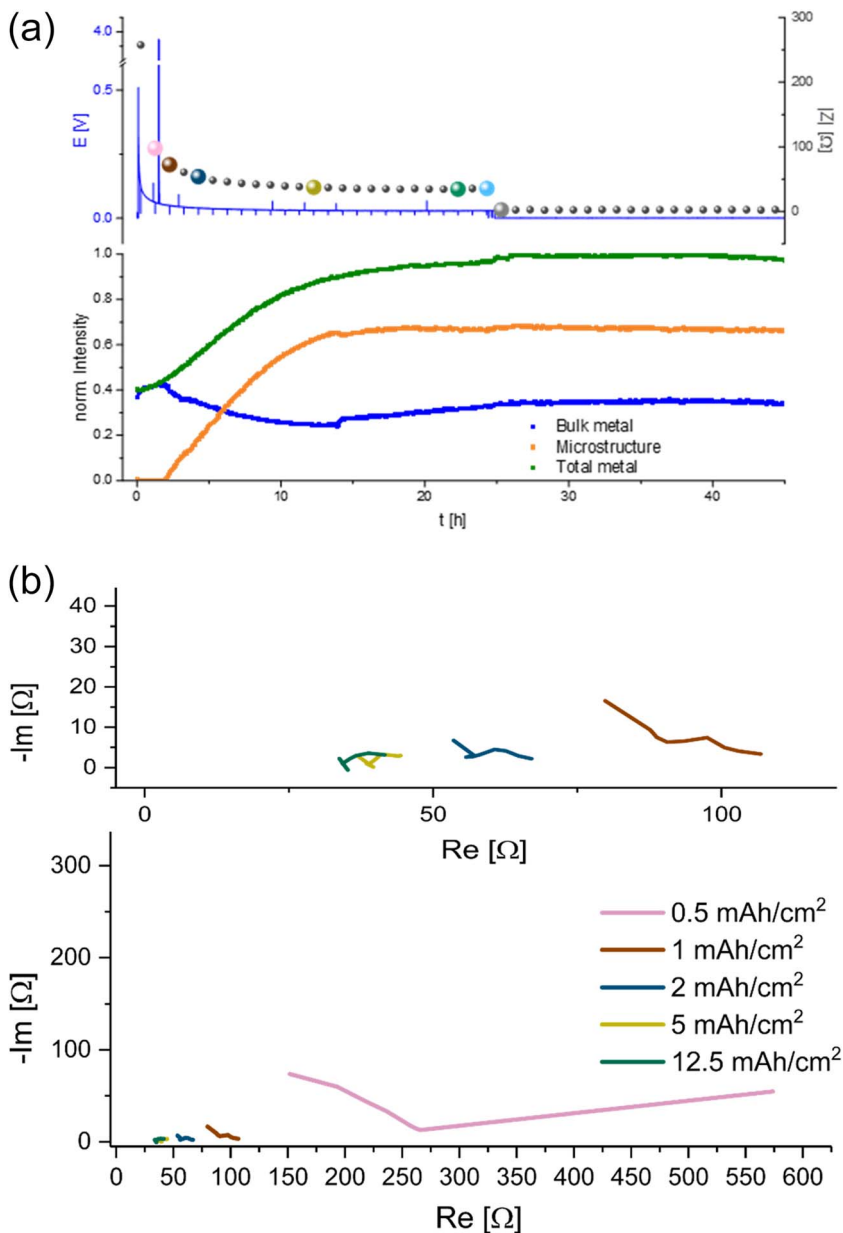 (a)
4.0
0.5
0.0
E [V]
300
200
100
0
|Z| [Ω]
1.0
0.8
0.6
0.4
0.2
0.0
norm. Intensity
Bulk metal
Microstructure
Total metal
0 10 20 30 40
t [h]
(b)
40
30
20
10
0
-Im [Ω]
0 50 100
Re [Ω]
300
200
100
0
-Im [Ω]
0.5 mAh/cm²
1 mAh/cm²
2 mAh/cm²
5 mAh/cm²
12.5 mAh/cm²
0 50 100 150 200 250 300 350 400 450 500 550 600
Re [Ω]